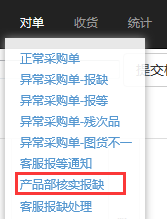 对单 收货 统计
正常采购单
异常采购单-报缺
提交
异常采购单-报等
异常采购单-残次品
异常采购单-图货不一
客服报等通知
产品部核实报缺
客服报缺处理